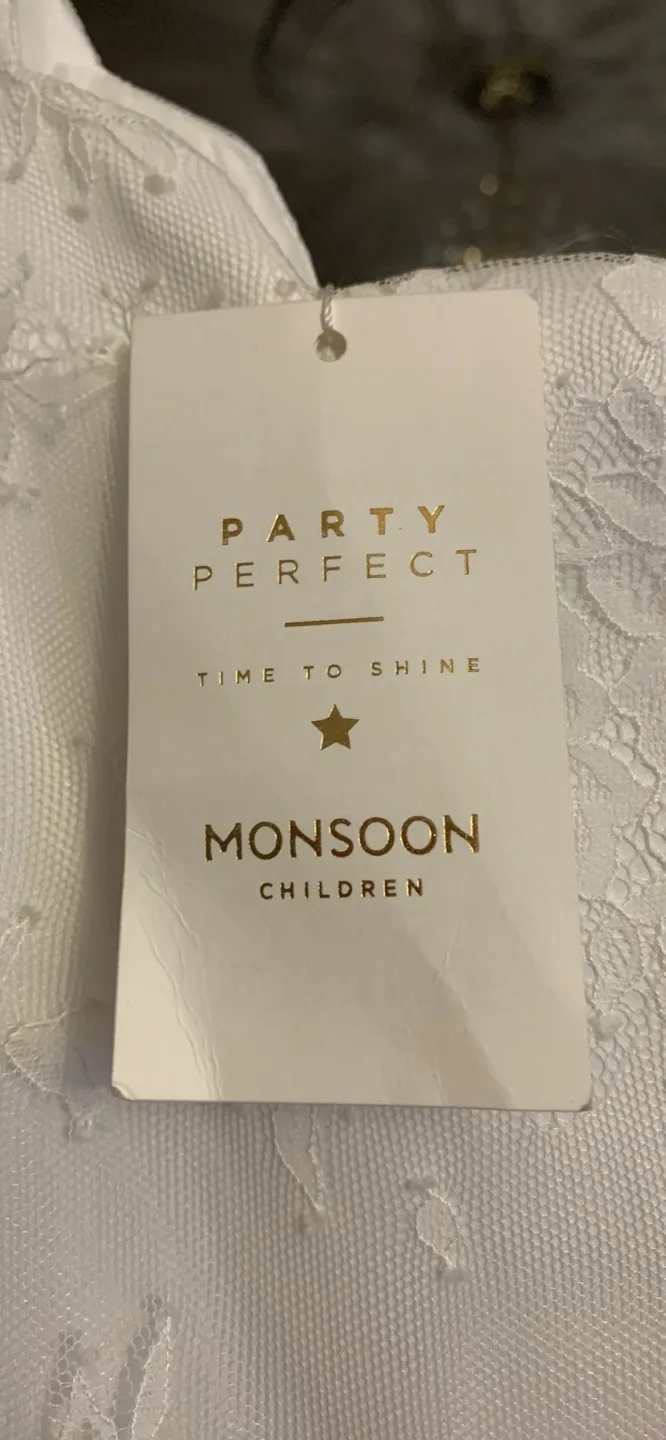 PARTY
PERFECT
TIME TO SHINE
MONSOON
CHILDREN